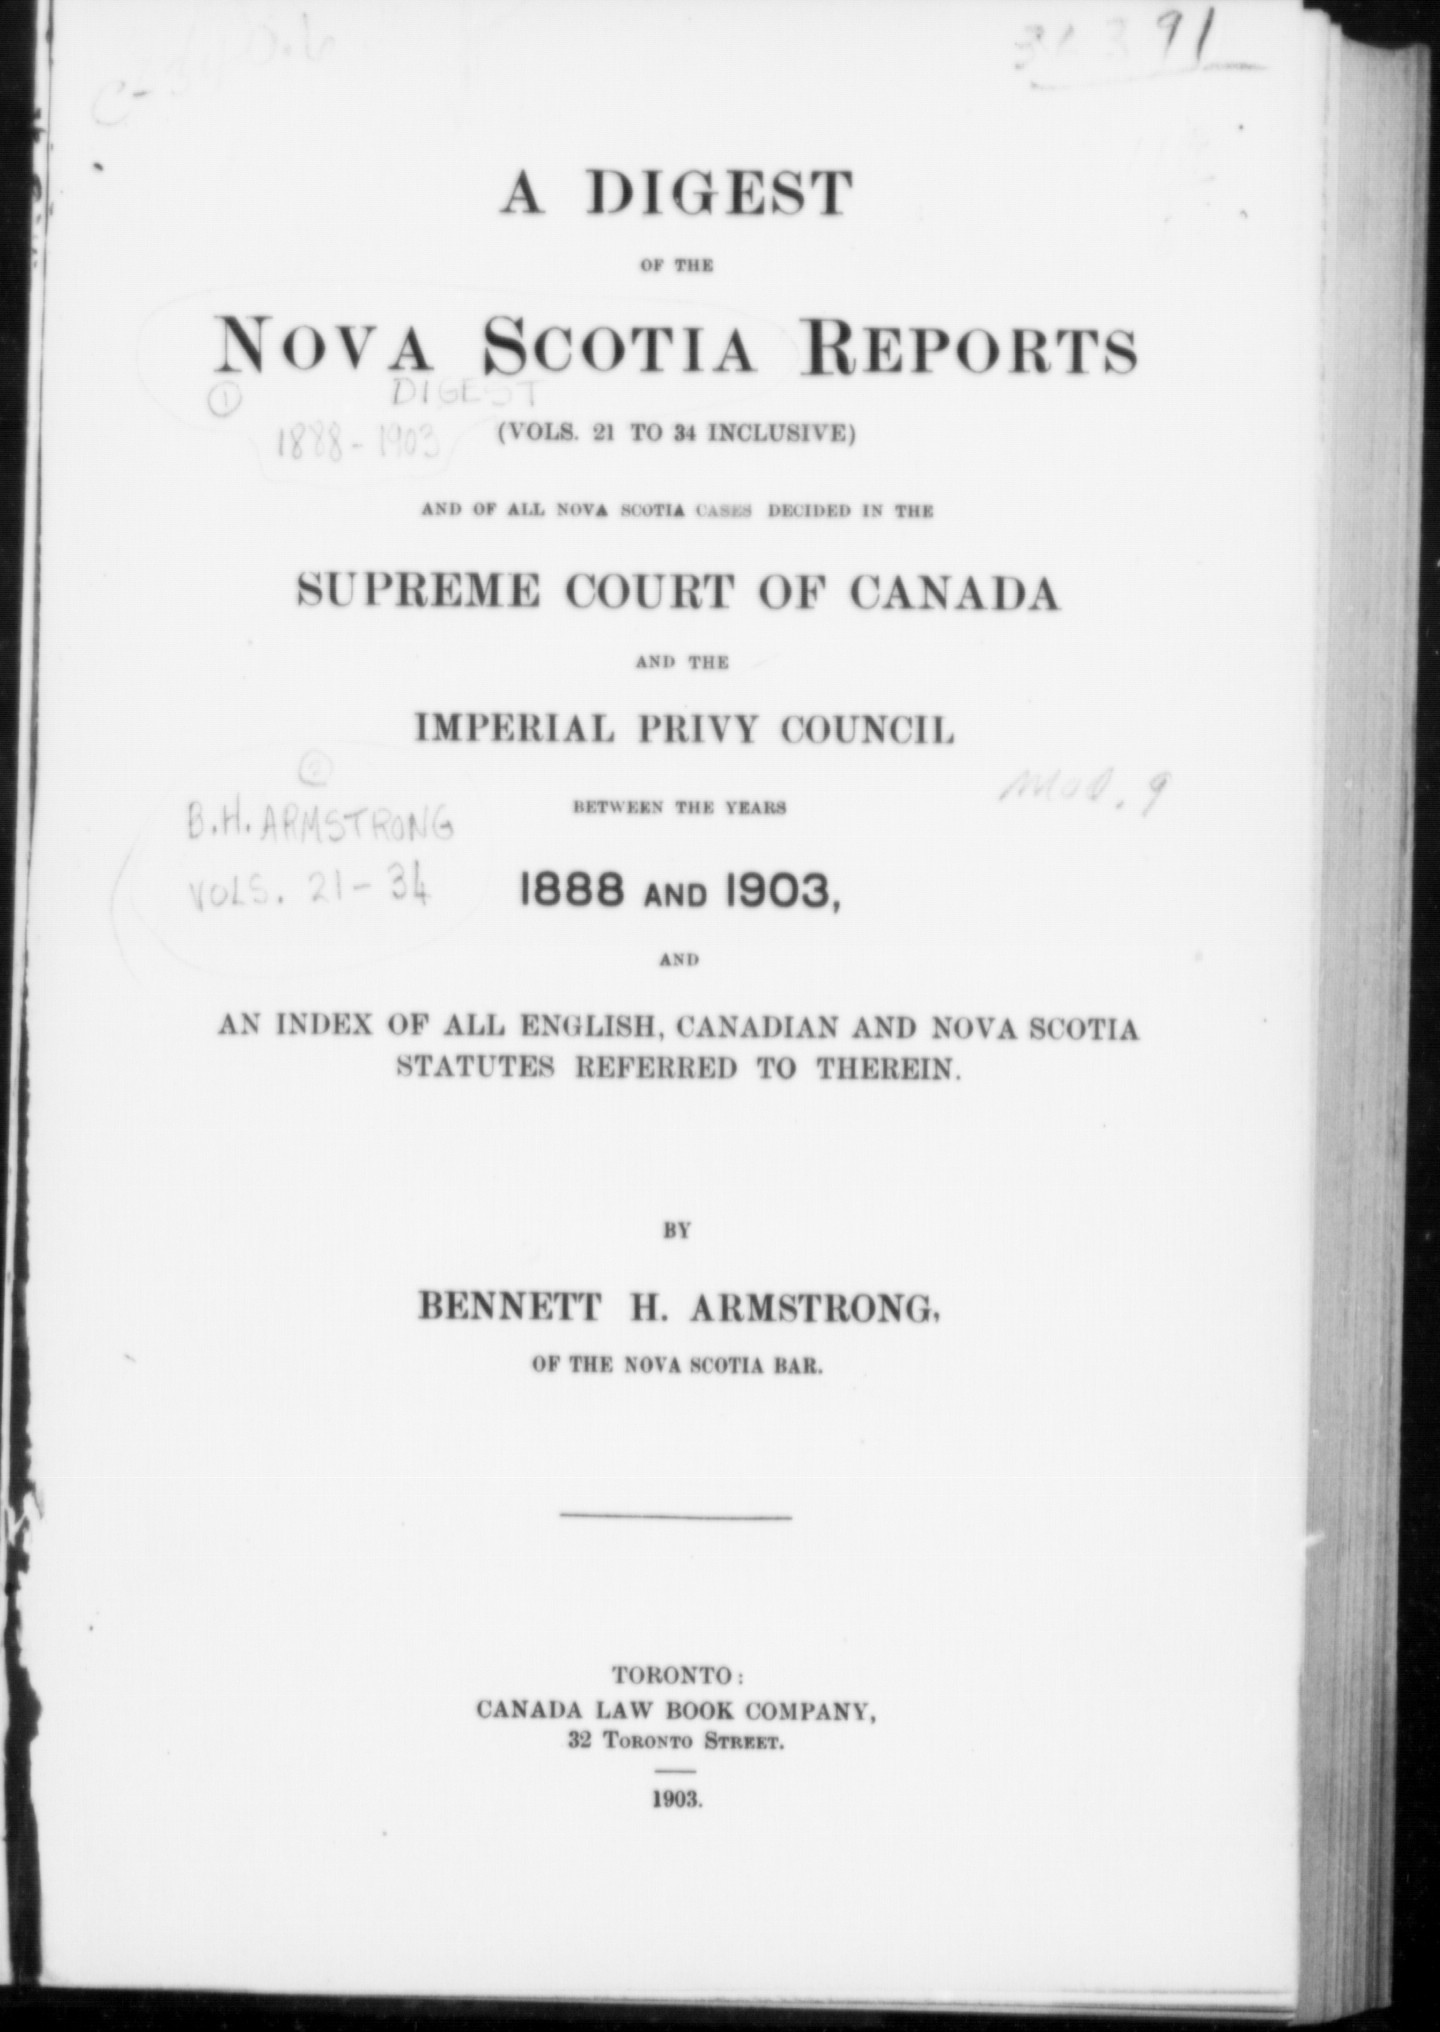 91
A DIGEST
OF THE
NOVA SCOTIA REPORTS
① DIGEST
1888 - 1903
(VOLS. 21 TO 34 INCLUSIVE)
AND OF ALL NOVA SCOTIA CASES DECIDED IN THE
SUPREME COURT OF CANADA
AND THE
IMPERIAL PRIVY COUNCIL
②
B.H. ARMSTRONG
VOLS. 21 - 34
BETWEEN THE YEARS
1888 AND 1903,
AND
AN INDEX OF ALL ENGLISH, CANADIAN AND NOVA SCOTIA
STATUTES REFERRED TO THEREIN.
BY
BENNETT H. ARMSTRONG,
OF THE NOVA SCOTIA BAR.
TORONTO:
CANADA LAW BOOK COMPANY,
32 TORONTO STREET.
1903.